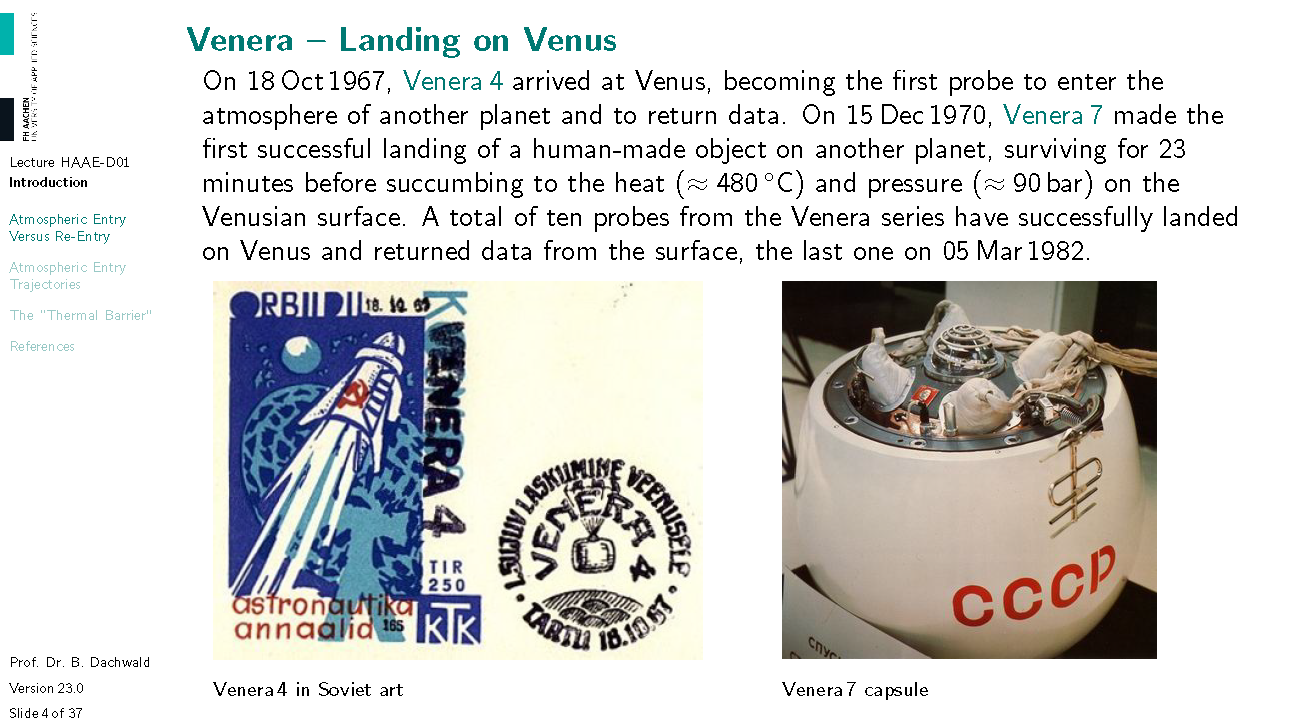 FH AACHEN
UNIVERSITY OF APPLIED SCIENCES
Lecture HAAE-D01
Introduction
Atmospheric Entry
Versus Re-Entry
Atmospheric Entry
Trajectories
The "Thermal Barrier"
References
Prof. Dr. B. Dachwald
Version 23.0
Slide 4 of 37
Venera – Landing on Venus
On 18 Oct 1967, Venera 4 arrived at Venus, becoming the first probe to enter the
atmosphere of another planet and to return data. On 15 Dec 1970, Venera 7 made the
first successful landing of a human-made object on another planet, surviving for 23
minutes before succumbing to the heat (≈ 480 °C) and pressure (≈ 90 bar) on the
Venusian surface. A total of ten probes from the Venera series have successfully landed
on Venus and returned data from the surface, the last one on 05 Mar 1982.
18. 10. 67
VENERA 4
TIR
250
astronautika
annaalid 165
KTK
LASKUMINE VEENUSELE
VENERA 4
TARTU 18.10.67
СССР
Venera 4 in Soviet art
Venera 7 capsule